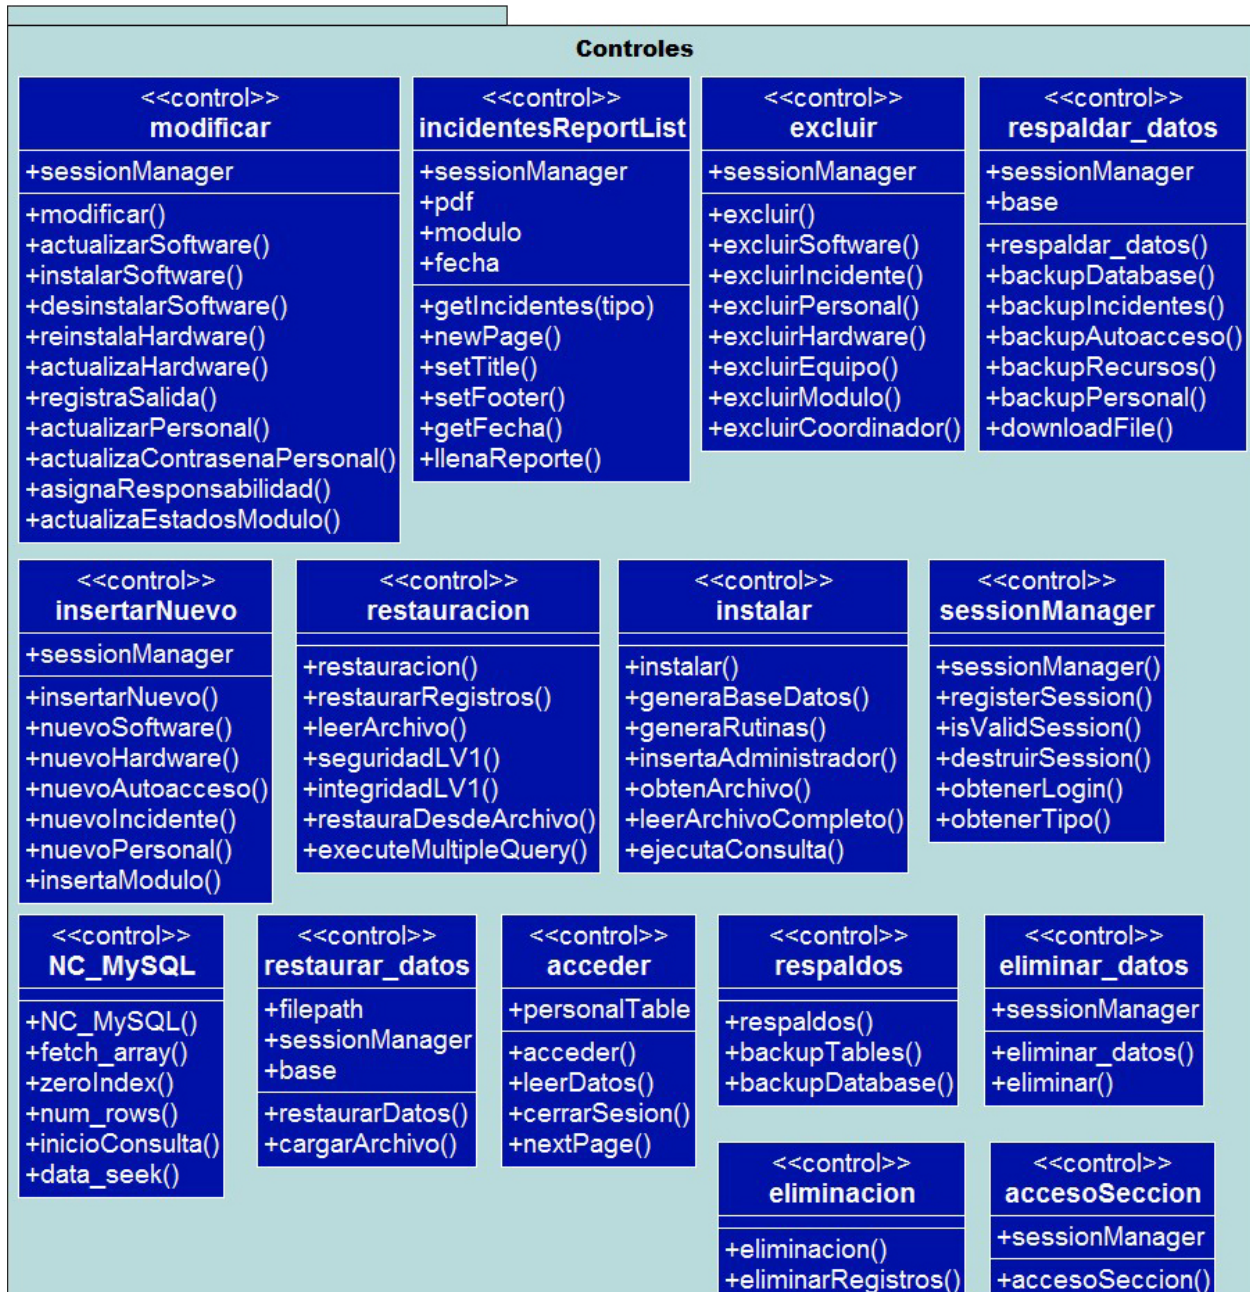 Controles
<<control>>
modificar
+sessionManager
+modificar()
+actualizarSoftware()
+instalarSoftware()
+desinstalarSoftware()
+reinstalaHardware()
+actualizaHardware()
+registraSalida()
+actualizarPersonal()
+actualizaContrasenaPersonal()
+asignaResponsabilidad()
+actualizaEstadosModulo()
<<control>>
incidentesReportList
+sessionManager
+pdf
+modulo
+fecha
+getIncidentes(tipo)
+newPage()
+setTitle()
+setFooter()
+getFecha()
+llenaReporte()
<<control>>
excluir
+sessionManager
+excluir()
+excluirSoftware()
+excluirIncidente()
+excluirPersonal()
+excluirHardware()
+excluirEquipo()
+excluirModulo()
+excluirCoordinador()
<<control>>
respaldar_datos
+sessionManager
+base
+respaldar_datos()
+backupDatabase()
+backupIncidentes()
+backupAutoacceso()
+backupRecursos()
+backupPersonal()
+downloadFile()
<<control>>
insertarNuevo
+sessionManager
+insertarNuevo()
+nuevoSoftware()
+nuevoHardware()
+nuevoAutoacceso()
+nuevoIncidente()
+nuevoPersonal()
+insertaModulo()
<<control>>
restauracion
+restauracion()
+restaurarRegistros()
+leerArchivo()
+seguridadLV1()
+integridadLV1()
+restauraDesdeArchivo()
+executeMultipleQuery()
<<control>>
instalar
+instalar()
+generaBaseDatos()
+generaRutinas()
+insertaAdministrador()
+obtenArchivo()
+leerArchivoCompleto()
+ejecutaConsulta()
<<control>>
sessionManager
+sessionManager()
+registerSession()
+isValidSession()
+destruirSession()
+obtenerLogin()
+obtenerTipo()
<<control>>
NC_MySQL
+NC_MySQL()
+fetch_array()
+zeroIndex()
+num_rows()
+inicioConsulta()
+data_seek()
<<control>>
restaurar_datos
+filepath
+sessionManager
+base
+restaurarDatos()
+cargarArchivo()
<<control>>
acceder
+personalTable
+acceder()
+leerDatos()
+cerrarSesion()
+nextPage()
<<control>>
respaldos
+respaldos()
+backupTables()
+backupDatabase()
<<control>>
eliminar_datos
+sessionManager
+eliminar_datos()
+eliminar()
<<control>>
eliminacion
+eliminacion()
+eliminarRegistros()
<<control>>
accesoSeccion
+sessionManager
+accesoSeccion()